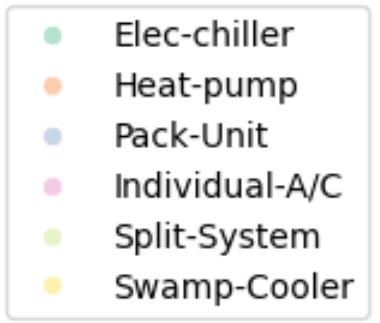 Elec-chiller
Heat-pump
Pack-Unit
Individual-A/C
Split-System
Swamp-Cooler